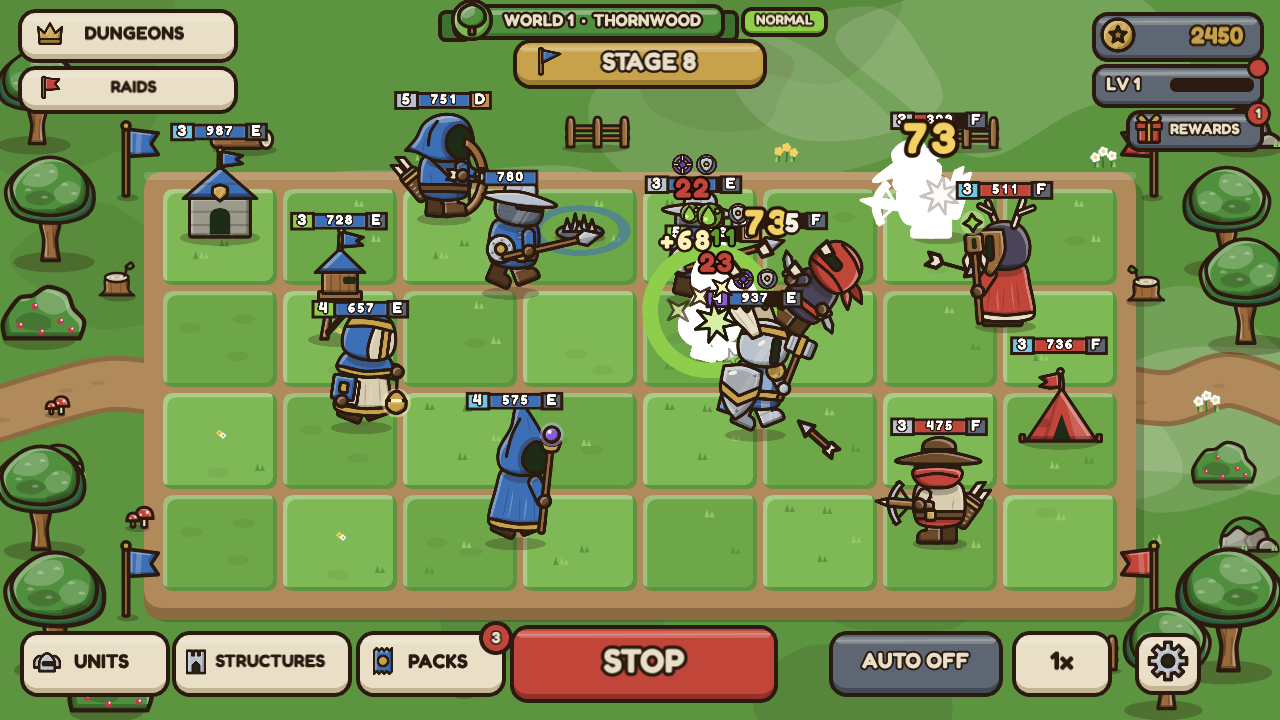 DUNGEONS
RAIDS
WORLD 1 • THORNWOOD
NORMAL
STAGE 8
2450
LV 1
REWARDS
1
5 751 D
3 987 E
780
3 728 E
3 E
22
73
F
73
5 F
+68
23
3 511 F
937 E
4 657 E
3 736 F
4 575 E
3 475 F
UNITS
STRUCTURES
PACKS
3
STOP
AUTO OFF
1x